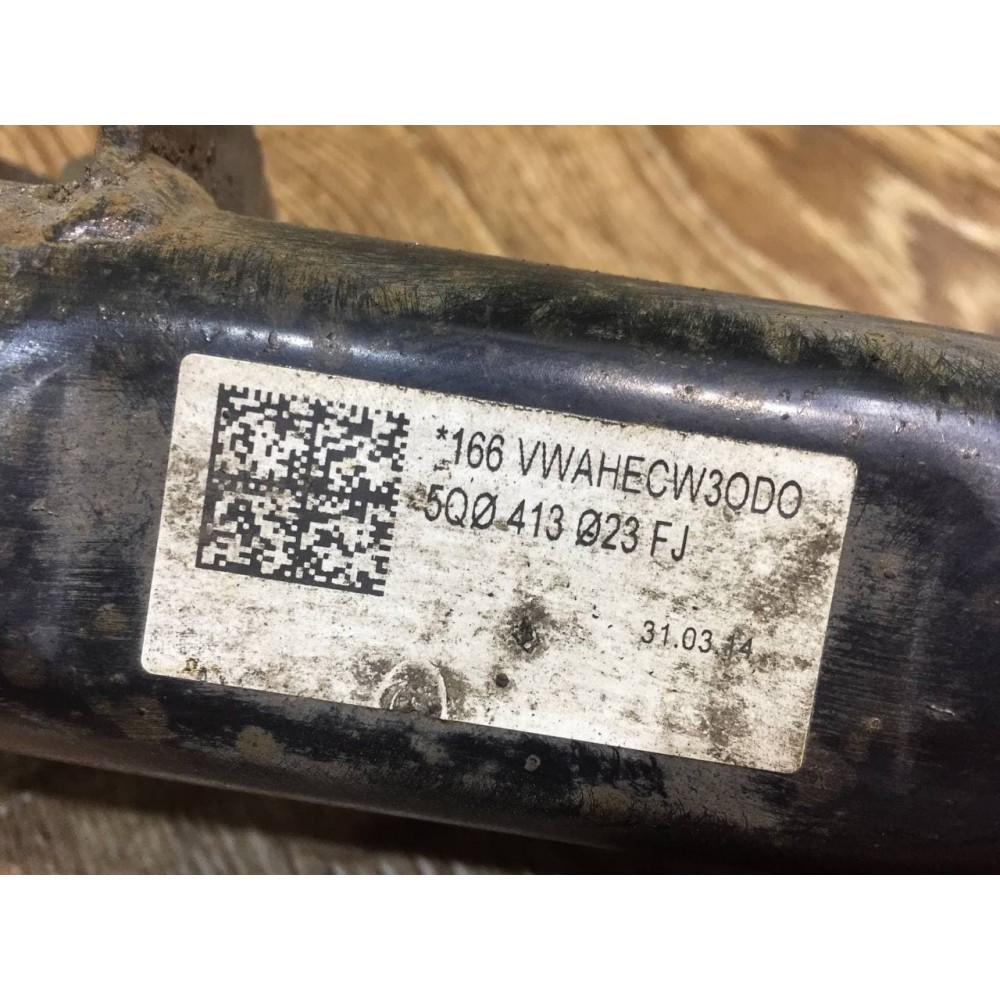 *166 VWAHECW3ODO
5QØ 413 Ø23 FJ
31.03.14